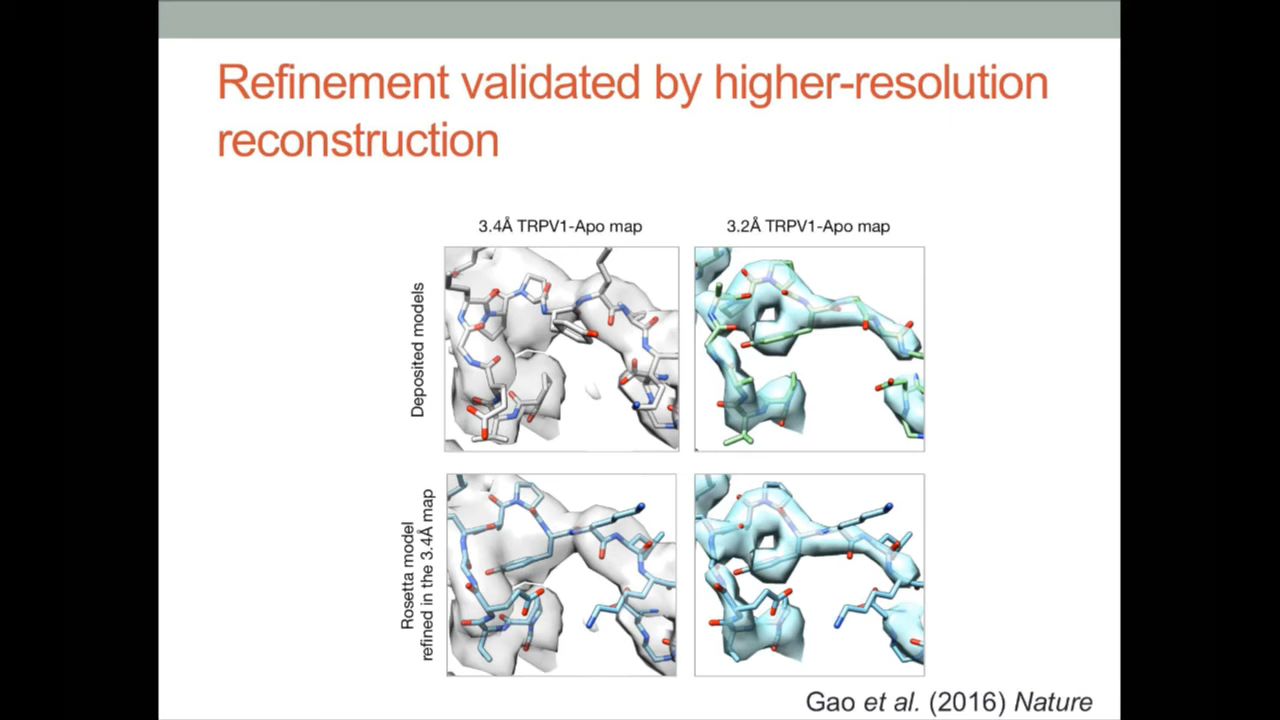 Refinement validated by higher-resolution
reconstruction
3.4Å TRPV1-Apo map
3.2Å TRPV1-Apo map
Deposited models
Rosetta model
refined in the 3.4Å map
Gao et al. (2016) Nature